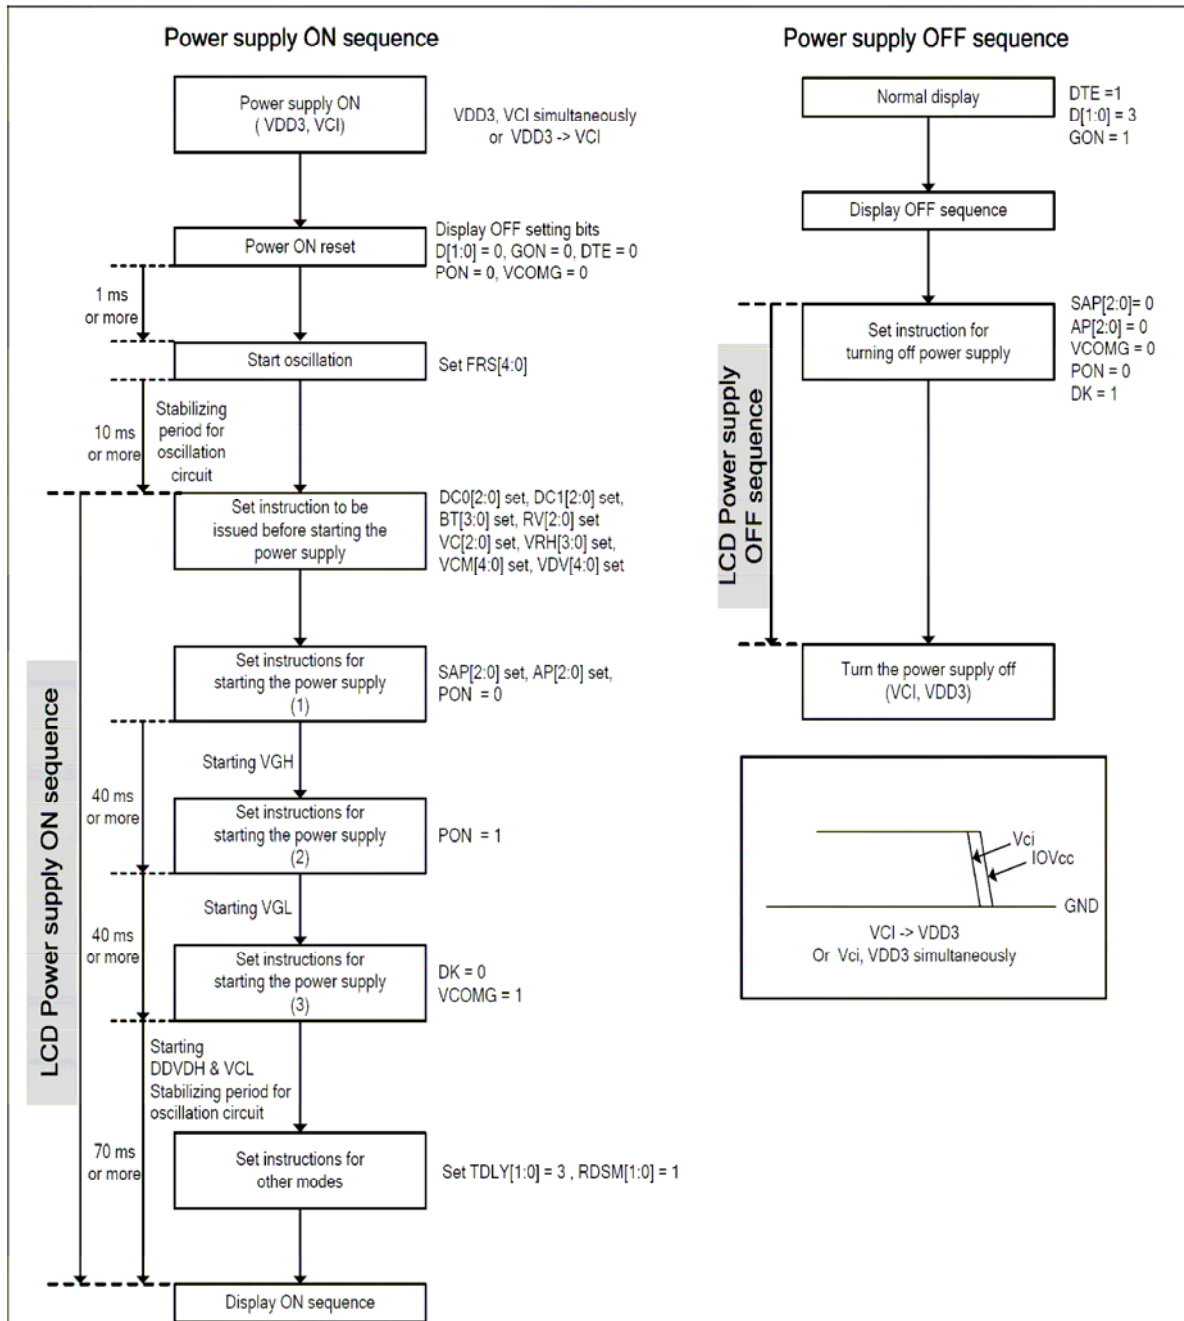 Power supply ON sequence
Power supply ON
( VDD3, VCI)
VDD3, VCI simultaneously
or VDD3 -> VCI
Power ON reset
Display OFF setting bits
D[1:0] = 0, GON = 0, DTE = 0
PON = 0, VCOMG = 0
1 ms
or more
Start oscillation
Set FRS[4:0]
10 ms
or more
Stabilizing
period for
oscillation
circuit
Set instruction to be
issued before starting the
power supply
DC0[2:0] set, DC1[2:0] set,
BT[3:0] set, RV[2:0] set
VC[2:0] set, VRH[3:0] set,
VCM[4:0] set, VDV[4:0] set
LCD Power supply ON sequence
Set instructions for
starting the power supply
(1)
SAP[2:0] set, AP[2:0] set,
PON = 0
Starting VGH
40 ms
or more
Set instructions for
starting the power supply
(2)
PON = 1
Starting VGL
40 ms
or more
Set instructions for
starting the power supply
(3)
DK = 0
VCOMG = 1
Starting
DDVDH & VCL
Stabilizing period for
oscillation circuit
70 ms
or more
Set instructions for
other modes
Set TDLY[1:0] = 3 , RDSM[1:0] = 1
Display ON sequence
Power supply OFF sequence
Normal display
DTE =1
D[1:0] = 3
GON = 1
Display OFF sequence
Set instruction for
turning off power supply
SAP[2:0]= 0
AP[2:0] = 0
VCOMG = 0
PON = 0
DK = 1
LCD Power supply
OFF sequence
Turn the power supply off
(VCI, VDD3)
Vci
IOVcc
GND
VCI -> VDD3
Or Vci, VDD3 simultaneously